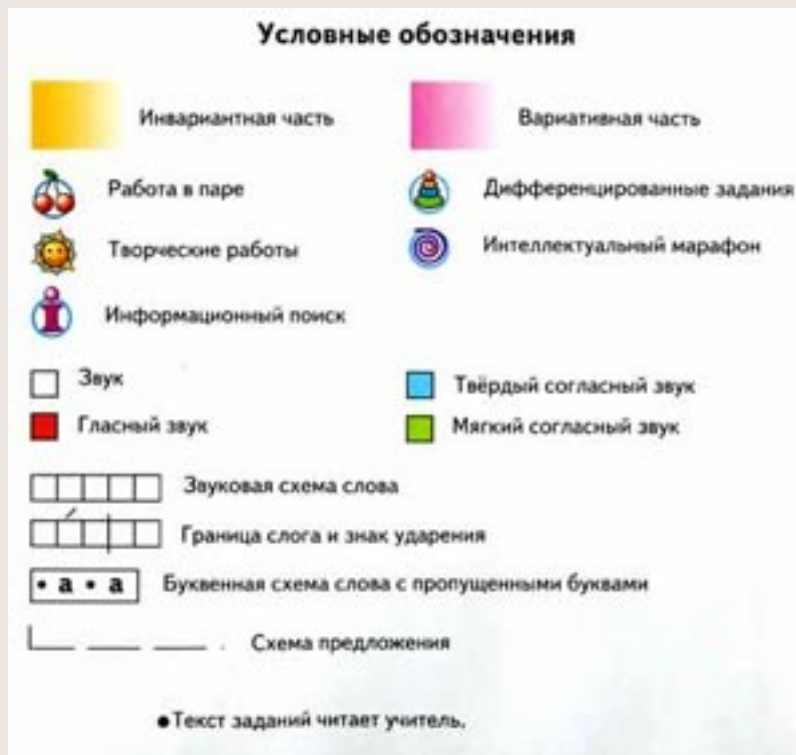 Условные обозначения
Инвариантная часть
Вариативная часть
Работа в паре
Дифференцированные задания
Творческие работы
Интеллектуальный марафон
Информационный поиск
Звук
Твёрдый согласный звук
Гласный звук
Мягкий согласный звук
Звуковая схема слова
Граница слога и знак ударения
• а • а Буквенная схема слова с пропущенными буквами
Схема предложения
● Текст заданий читает учитель.